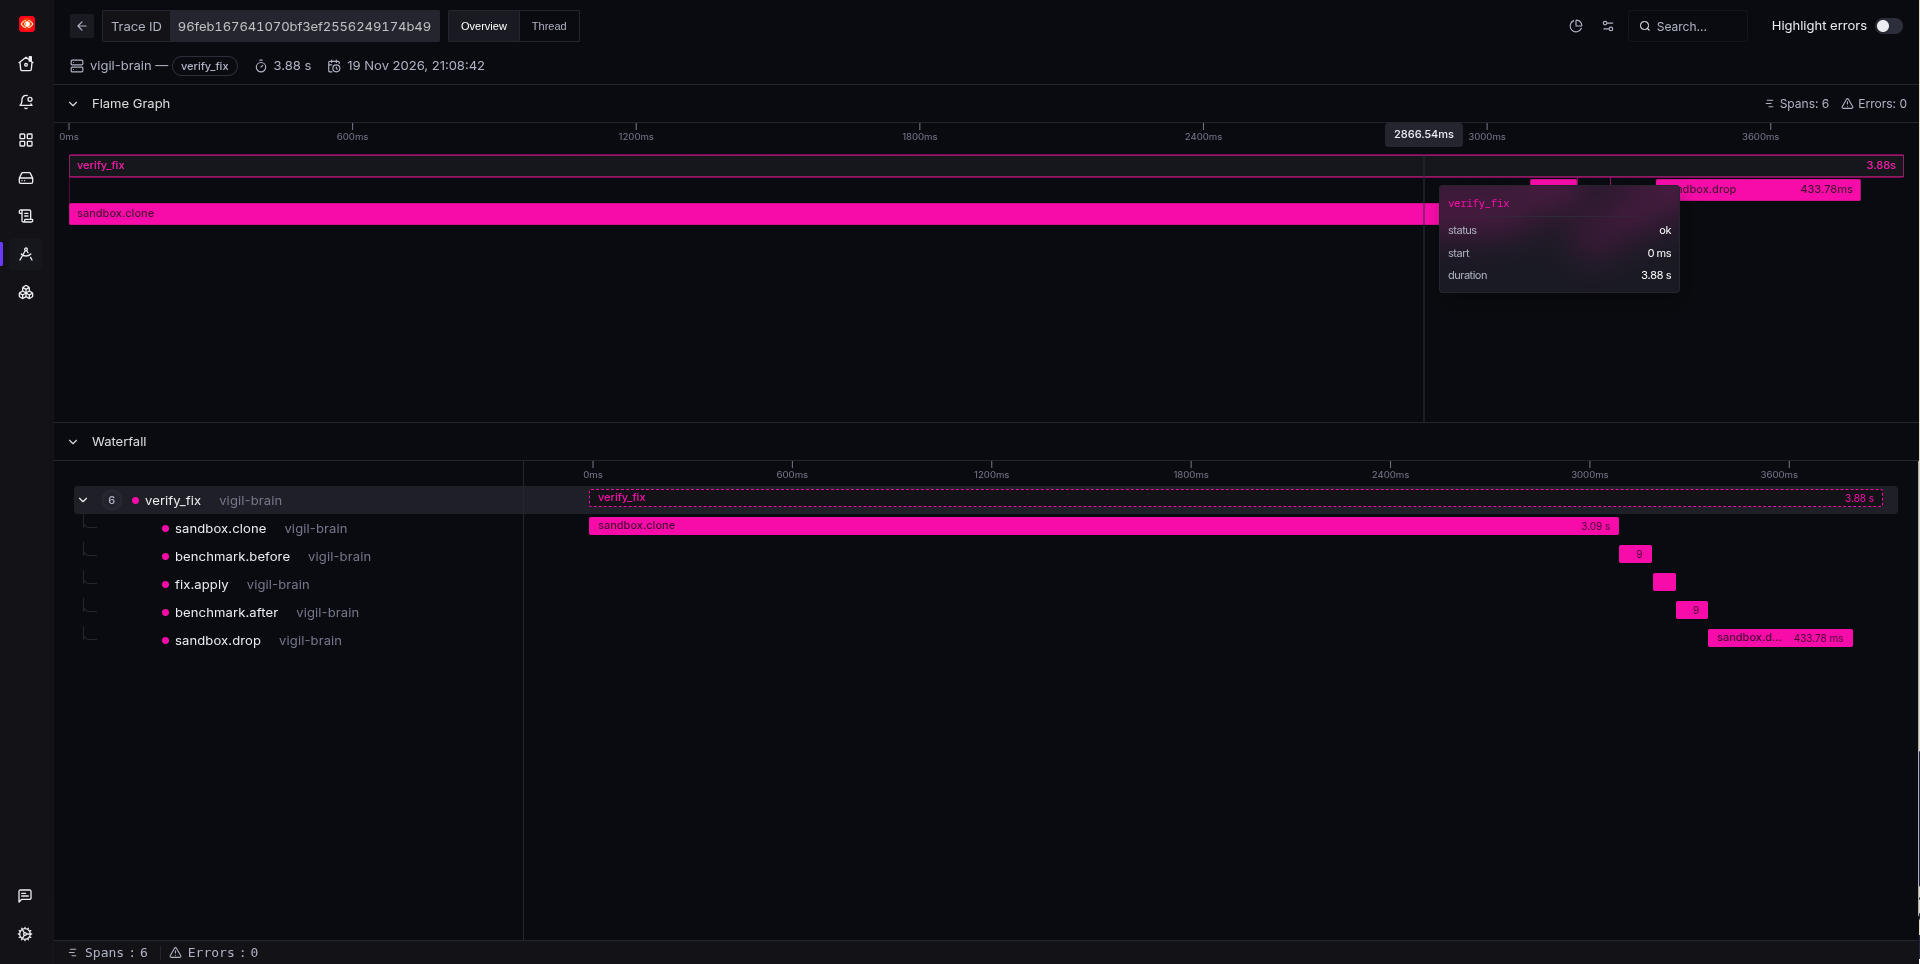 Trace ID 96feb167641070bf3ef2556249174b49 Overview Thread Search... Highlight errors
vigil-brain — verify_fix 3.88 s 19 Nov 2026, 21:08:42
Flame Graph Spans: 6 Errors: 0
0ms 600ms 1200ms 1800ms 2400ms 2866.54ms 3000ms 3600ms
verify_fix 3.88s
ndbox.drop 433.78ms
sandbox.clone
verify_fix
status ok
start 0 ms
duration 3.88 s
Waterfall
0ms 600ms 1200ms 1800ms 2400ms 3000ms 3600ms
6 verify_fix vigil-brain verify_fix 3.88 s
sandbox.clone vigil-brain sandbox.clone 3.09 s
benchmark.before vigil-brain 9
fix.apply vigil-brain
benchmark.after vigil-brain 9
sandbox.drop vigil-brain sandbox.d... 433.78 ms
Spans : 6 Errors : 0